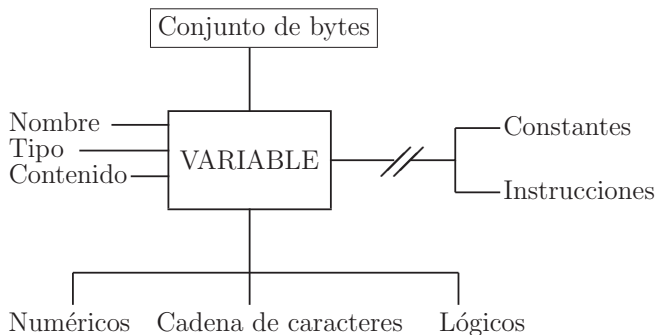 Conjunto de bytes
Nombre
Tipo
Contenido
VARIABLE
Constantes
Instrucciones
Numéricos
Cadena de caracteres
Lógicos